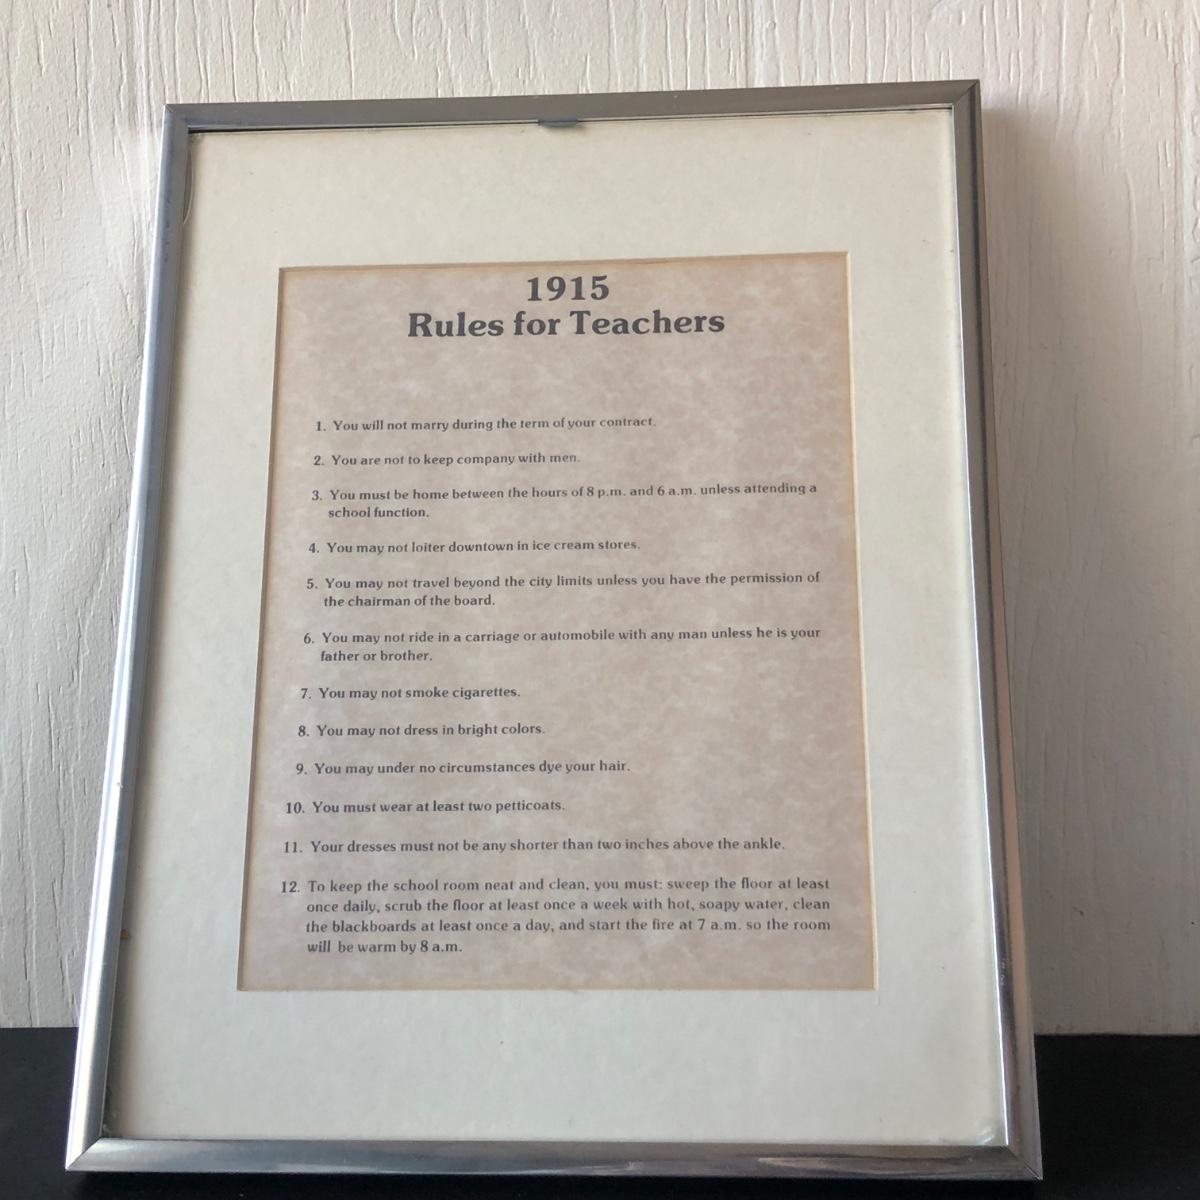 1915
Rules for Teachers
1. You will not marry during the term of your contract.
2. You are not to keep company with men.
3. You must be home between the hours of 8 p.m. and 6 a.m. unless attending a
school function.
4. You may not loiter downtown in ice cream stores.
5. You may not travel beyond the city limits unless you have the permission of
the chairman of the board.
6. You may not ride in a carriage or automobile with any man unless he is your
father or brother.
7. You may not smoke cigarettes.
8. You may not dress in bright colors.
9. You may under no circumstances dye your hair.
10. You must wear at least two petticoats.
11. Your dresses must not be any shorter than two inches above the ankle.
12. To keep the school room neat and clean, you must: sweep the floor at least
once daily, scrub the floor at least once a week with hot, soapy water, clean
the blackboards at least once a day, and start the fire at 7 a.m. so the room
will be warm by 8 a.m.